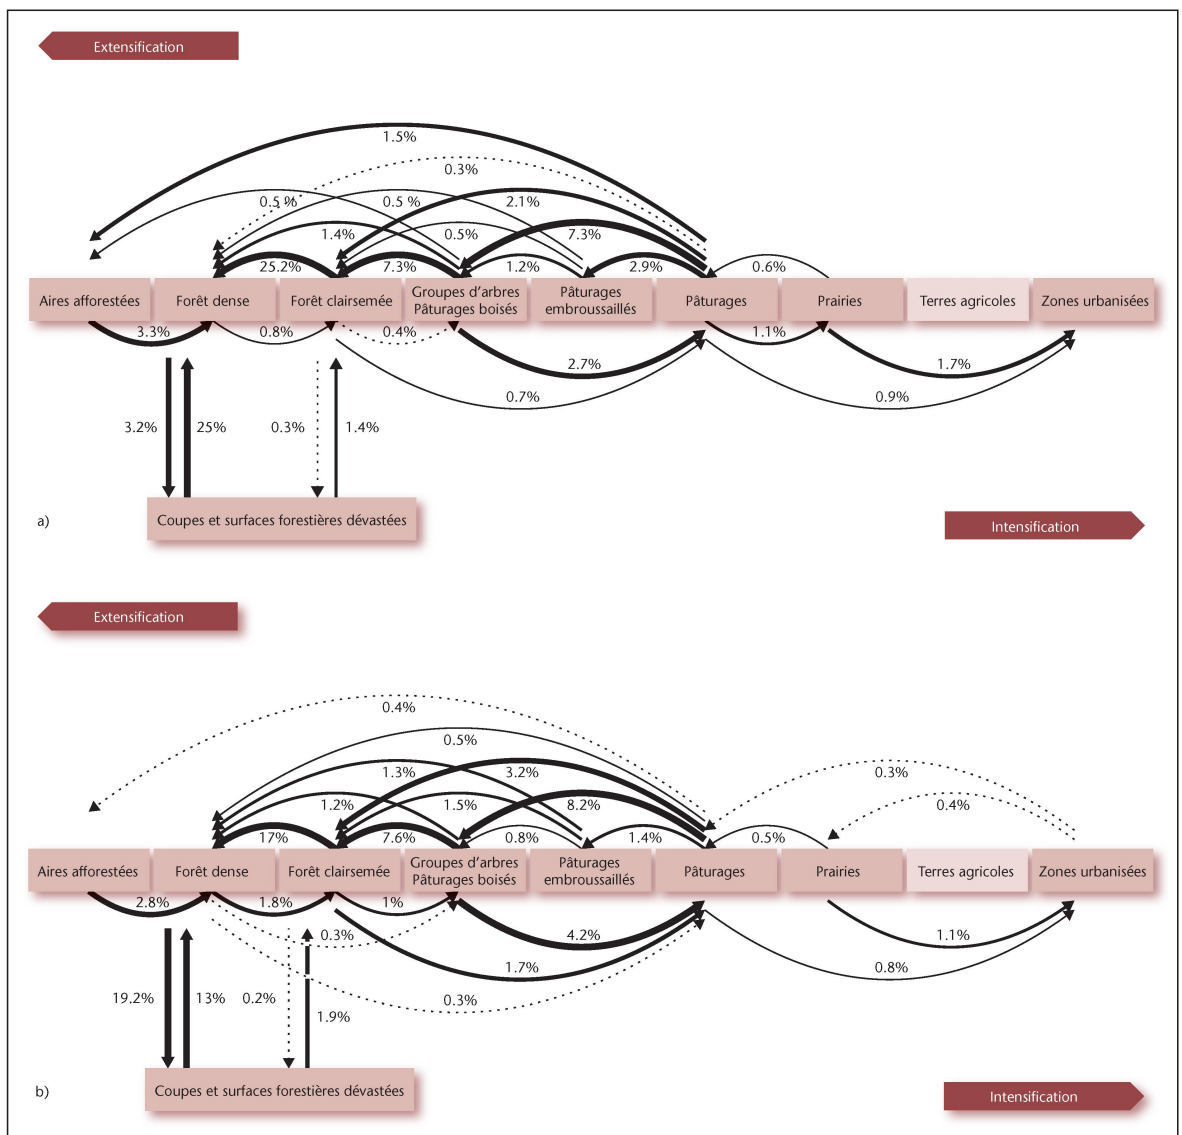 Extensification
1.5%
0.3%
0.5 %
0.5 %
2.1%
1.4%
0.5%
7.3%
25.2%
7.3%
1.2%
2.9%
0.6%
Aires afforestées
Forêt dense
Forêt clairsemée
Groupes d'arbres
Pâturages boisés
Pâturages
embroussaillés
Pâturages
Prairies
Terres agricoles
Zones urbanisées
3.3%
0.8%
0.4%
1.1%
2.7%
1.7%
0.7%
0.9%
3.2%
25%
0.3%
1.4%
Coupes et surfaces forestières dévastées
a)
Intensification
Extensification
0.4%
0.5%
1.3%
3.2%
0.3%
1.2%
1.5%
8.2%
0.4%
17%
7.6%
0.8%
1.4%
0.5%
Aires afforestées
Forêt dense
Forêt clairsemée
Groupes d'arbres
Pâturages boisés
Pâturages
embroussaillés
Pâturages
Prairies
Terres agricoles
Zones urbanisées
2.8%
1.8%
1%
0.3%
4.2%
1.1%
1.7%
0.8%
0.3%
19.2%
13%
0.2%
1.9%
Coupes et surfaces forestières dévastées
b)
Intensification